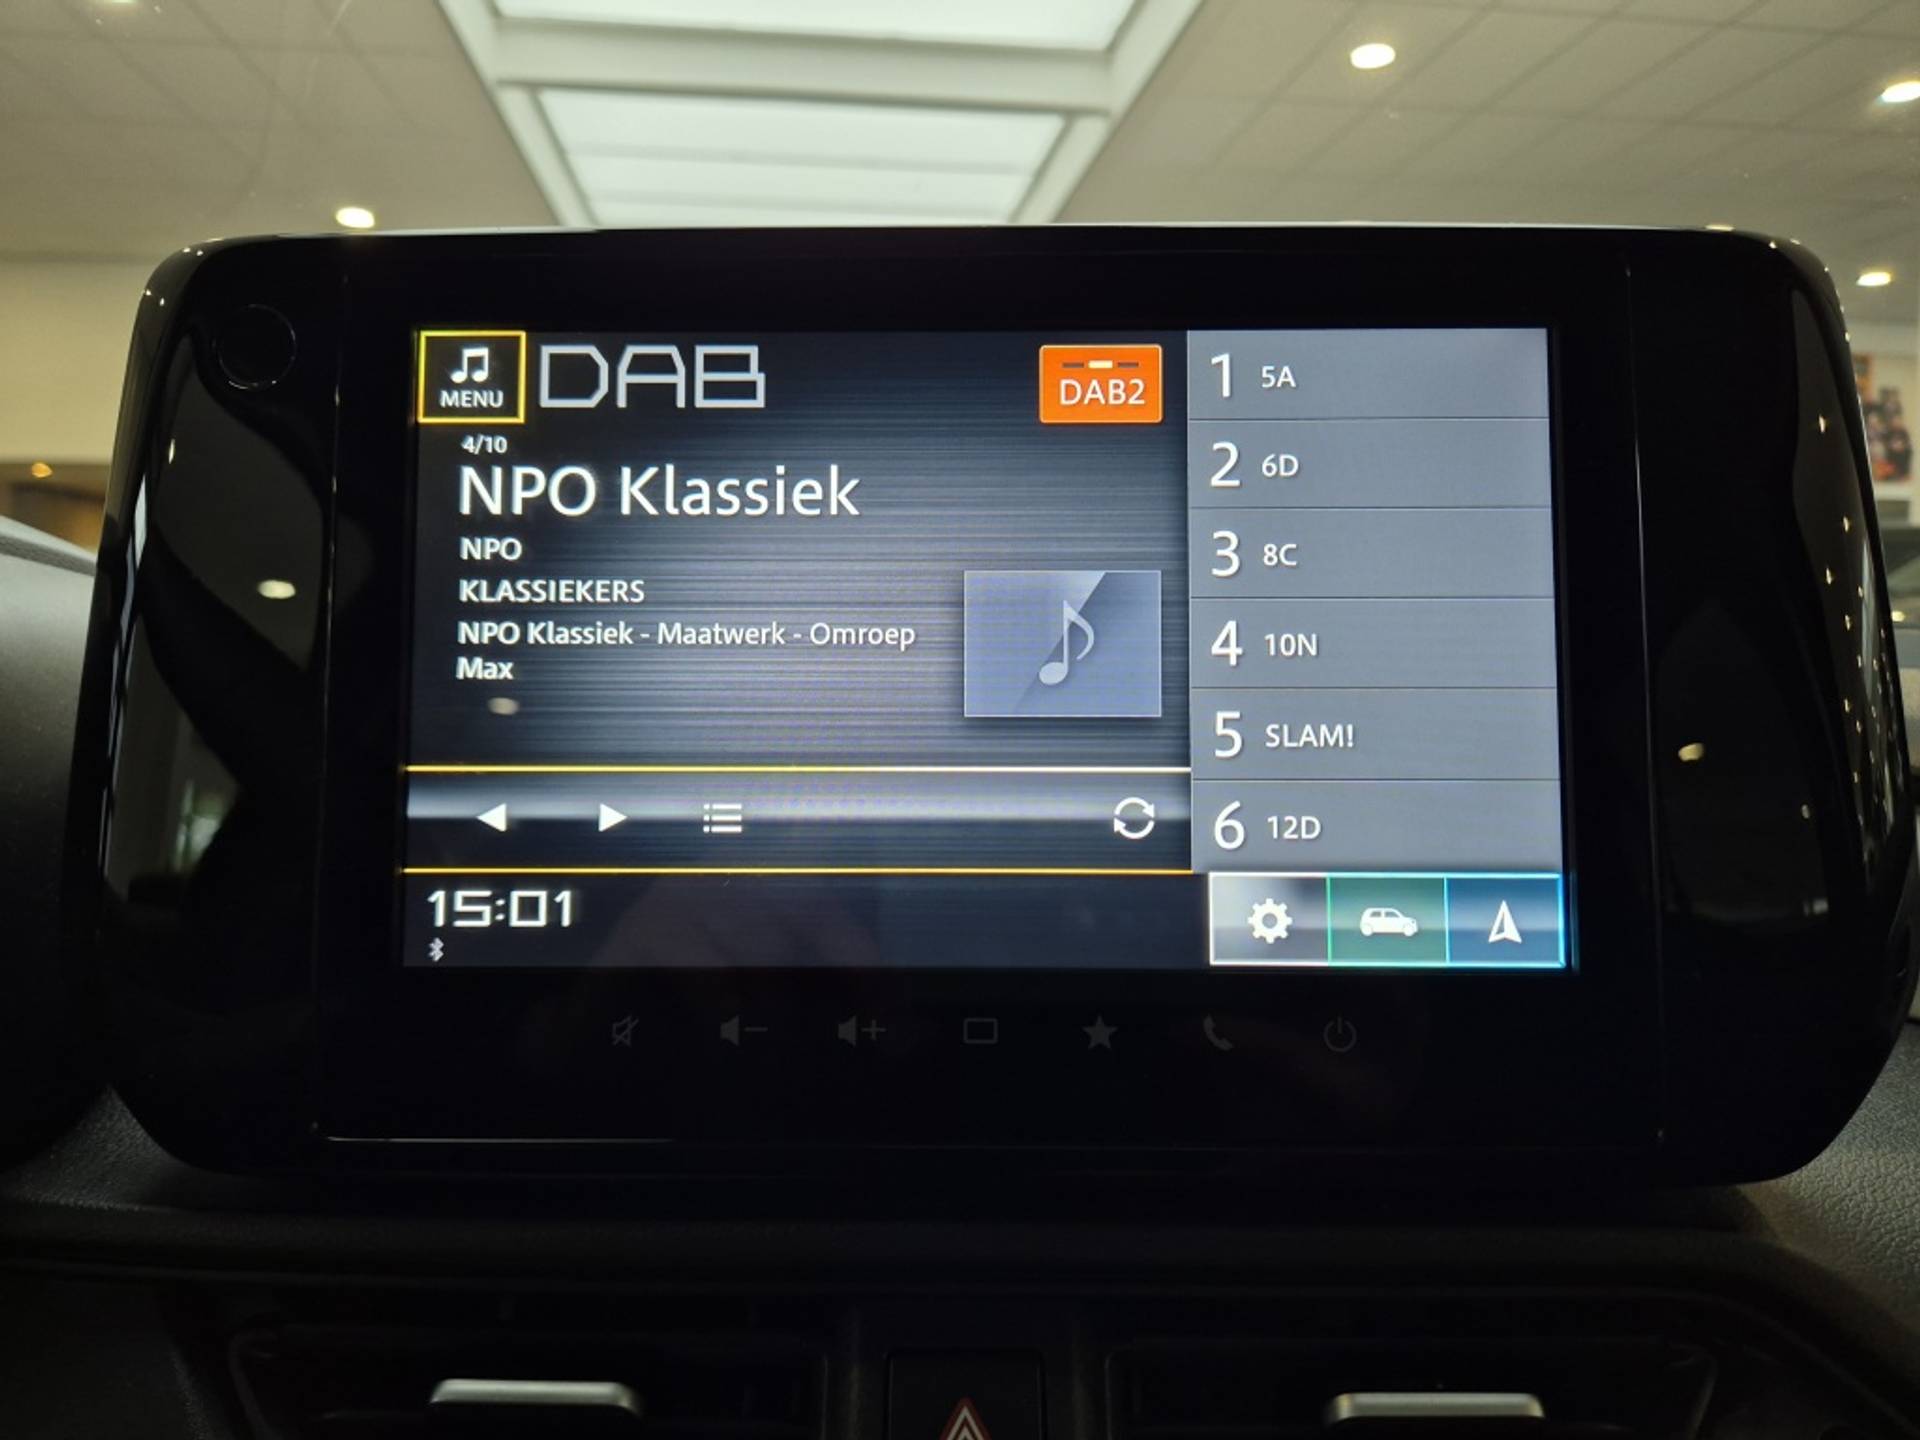 MENU
DAB
DAB2
4/10
NPO Klassiek
NPO
KLASSIEKERS
NPO Klassiek - Maatwerk - Omroep
Max
15:01
1 5A
2 6D
3 8C
4 10N
5 SLAM!
6 12D